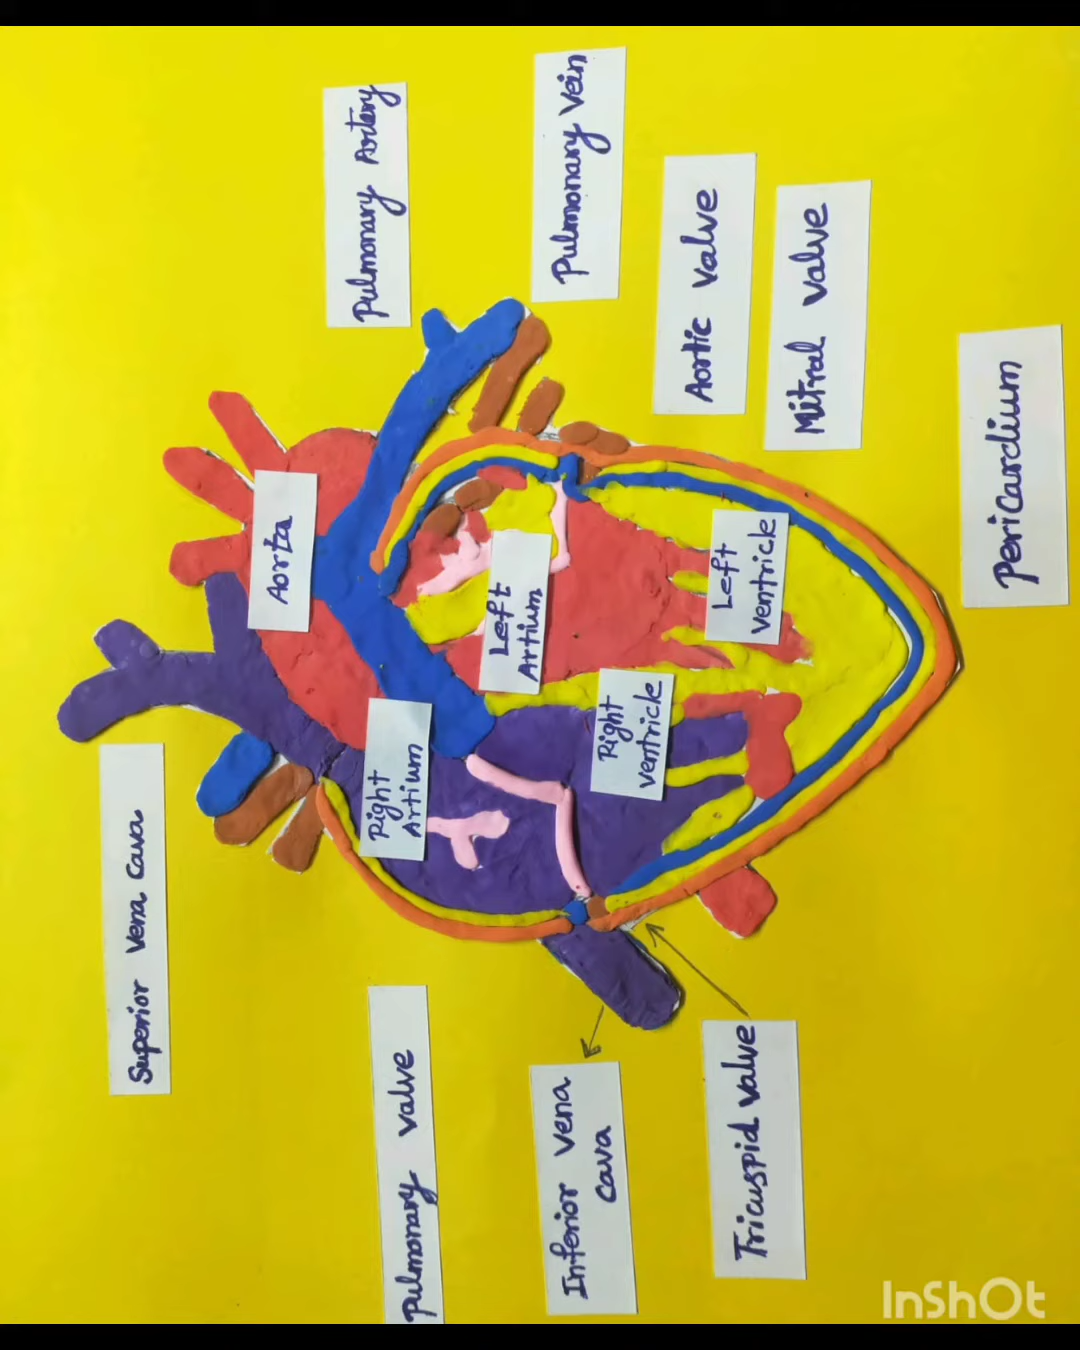 Pulmonary Artery
Pulmonary Vein
Aortic Valve
Mitral Valve
Pericardium
Aorta
Left
Artium
Left
Ventricle
Right
Artium
Right
Ventricle
Superior Vena Cava
Pulmonary Valve
Inferior Vena
Cava
Tricuspid Valve
InShOt